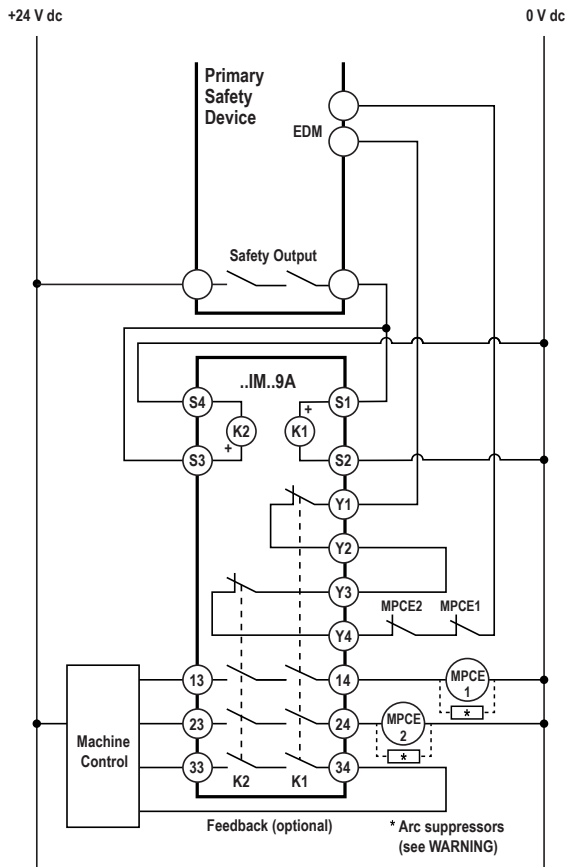 +24 V dc
0 V dc
Primary
Safety
Device
EDM
Safety Output
..IM..9A
S4
S1
K2
+
+
K1
S3
S2
Y1
Y2
Y3
MPCE2
MPCE1
Y4
13
14
MPCE
1
*
23
24
MPCE
2
*
Machine
Control
33
K2
K1
34
Feedback (optional)
* Arc suppressors
(see WARNING)